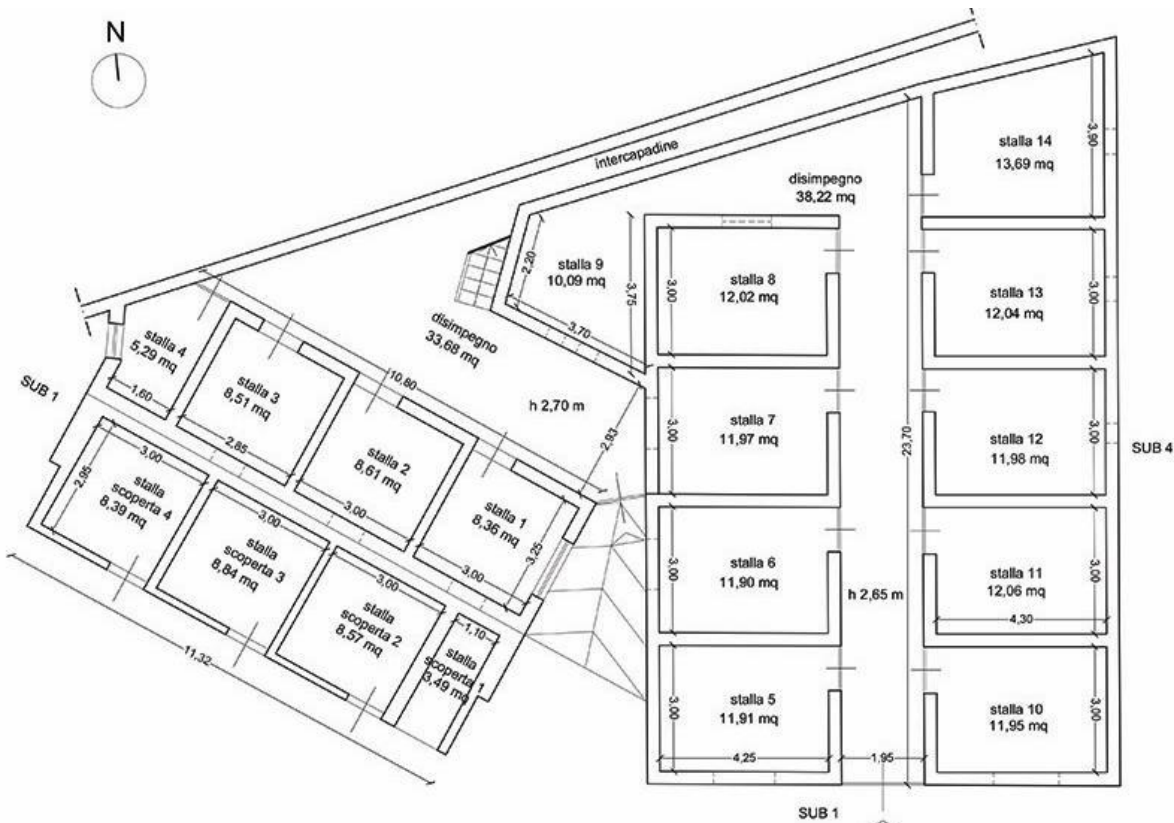 N
intercapadine
stalla 14
13,69 mq
3,90
disimpegno
38,22 mq
stalla 9
10,09 mq
2,20
3,75
3,70
stalla 8
12,02 mq
3,00
stalla 13
12,04 mq
3,00
disimpegno
33,68 mq
h 2,70 m
10,80
2,93
stalla 4
5,29 mq
1,60
SUB 1
stalla 3
8,51 mq
2,85
stalla 2
8,61 mq
3,00
stalla 1
8,36 mq
3,25
3,00
stalla 7
11,97 mq
3,00
23,70
stalla 12
11,98 mq
3,00
SUB 4
3,00
2,95
stalla
scoperta 4
8,39 mq
3,00
stalla
scoperta 3
8,84 mq
3,00
stalla
scoperta 2
8,57 mq
1,10
stalla
scoperta 1
3,49 mq
11,32
stalla 6
11,90 mq
3,00
h 2,65 m
stalla 11
12,06 mq
3,00
4,30
stalla 5
11,91 mq
3,00
4,25
1,95
stalla 10
11,95 mq
3,00
SUB 1